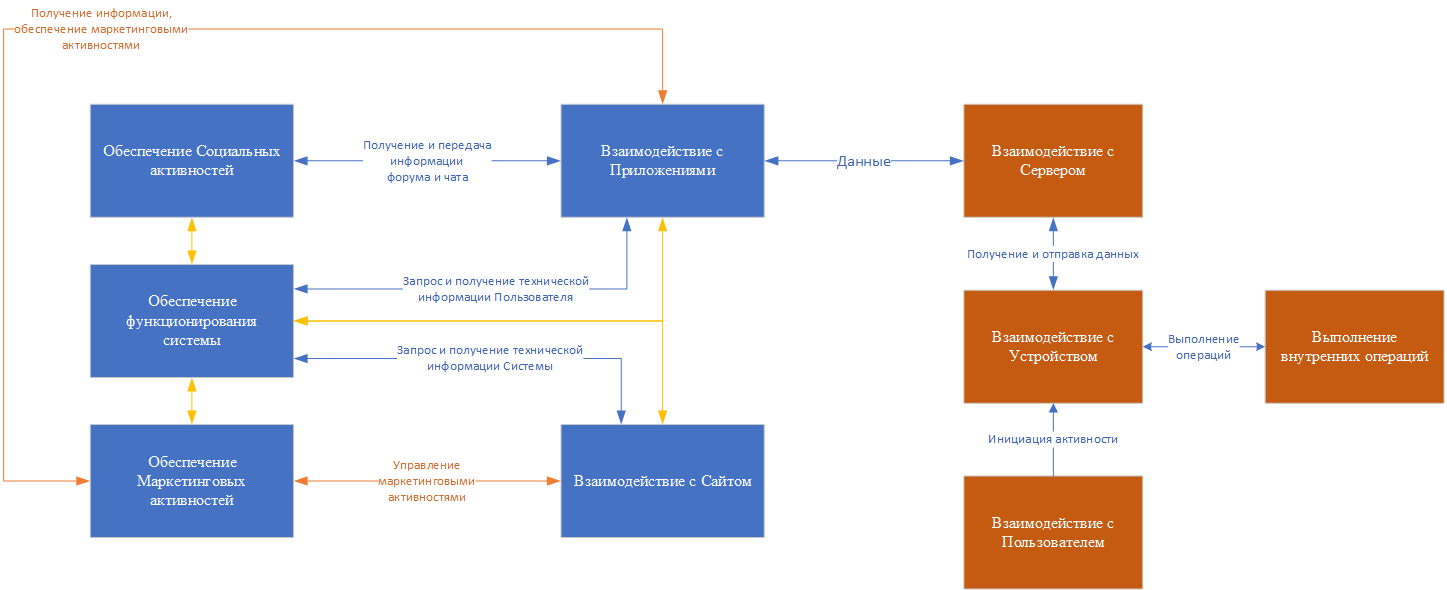 Получение информации,
обеспечение маркетинговыми
активностями
Обеспечение Социальных
активностей
Получение и передача
информации
форума и чата
Взаимодействие с
Приложениями
Данные
Взаимодействие с
Сервером
Получение и отправка данных
Обеспечение
функционирования
системы
Запрос и получение технической
информации Пользователя
Запрос и получение технической
информации Системы
Взаимодействие с
Устройством
Выполнение
операций
Выполнение
внутренних операций
Инициация активности
Обеспечение
Маркетинговых
активностей
Управление
маркетинговыми
активностями
Взаимодействие с Сайтом
Взаимодействие с
Пользователем